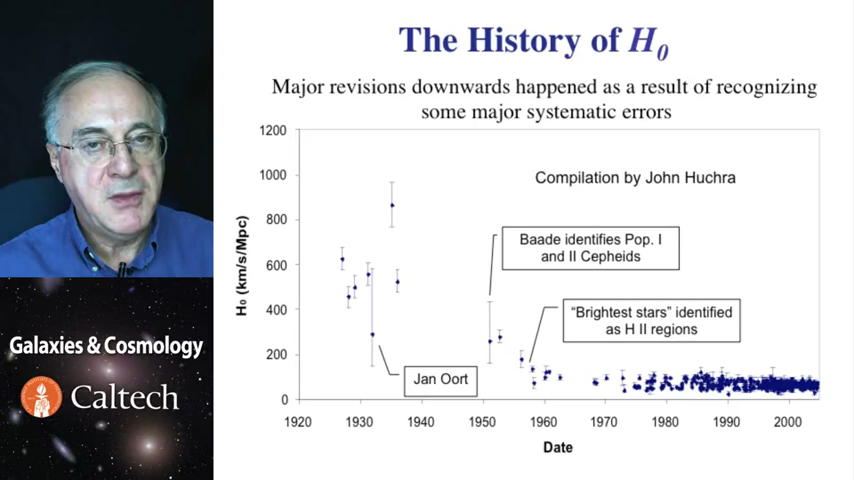 The History of H0
Major revisions downwards happened as a result of recognizing
some major systematic errors
1200
1000
800
600
400
200
0
H0 (km/s/Mpc)
Compilation by John Huchra
Baade identifies Pop. I
and II Cepheids
"Brightest stars" identified
as H II regions
Jan Oort
1920 1930 1940 1950 1960 1970 1980 1990 2000
Date
Galaxies & Cosmology
Caltech